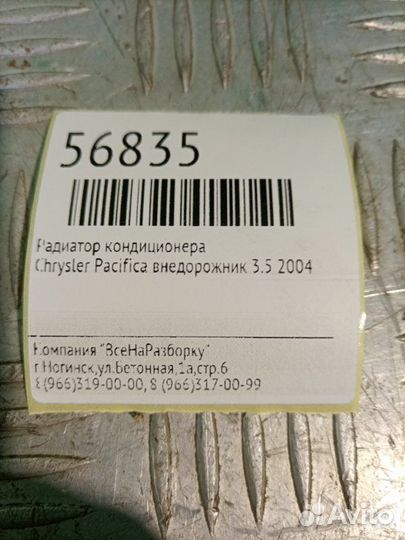 56835
Радиатор кондиционера
Chrysler Pacifica внедорожник 3.5 2004
Компания "ВсеНаРазборку"
г.Ногинск,ул.Бетонная,1а,стр.6
8(966)319-00-00, 8 (966)317-00-99
Avito